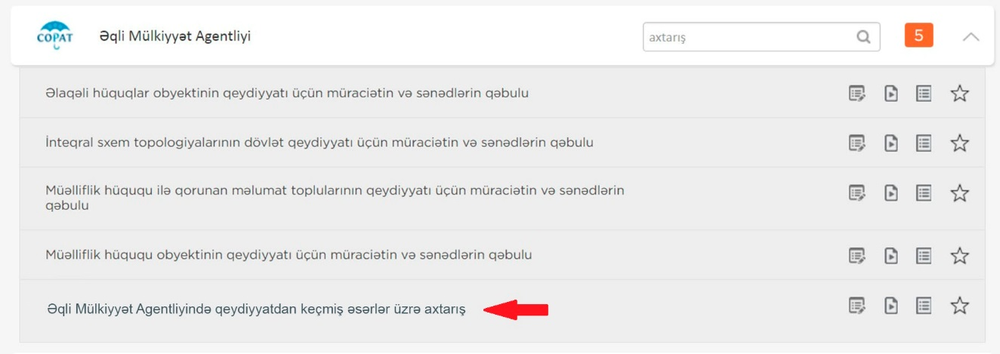 COPAT
Əqli Mülkiyyət Agentliyi
axtarış
5
Əlaqəli hüquqlar obyektinin qeydiyyatı üçün müraciətin və sənədlərin qəbulu
İnteqral sxem topologiyalarının dövlət qeydiyyatı üçün müraciətin və sənədlərin qəbulu
Müəlliflik hüququ ilə qorunan məlumat toplularının qeydiyyatı üçün müraciətin və sənədlərin
qəbulu
Müəlliflik hüququ obyektinin qeydiyyatı üçün müraciətin və sənədlərin qəbulu
Əqli Mülkiyyət Agentliyində qeydiyyatdan keçmiş əsərlər üzrə axtarış